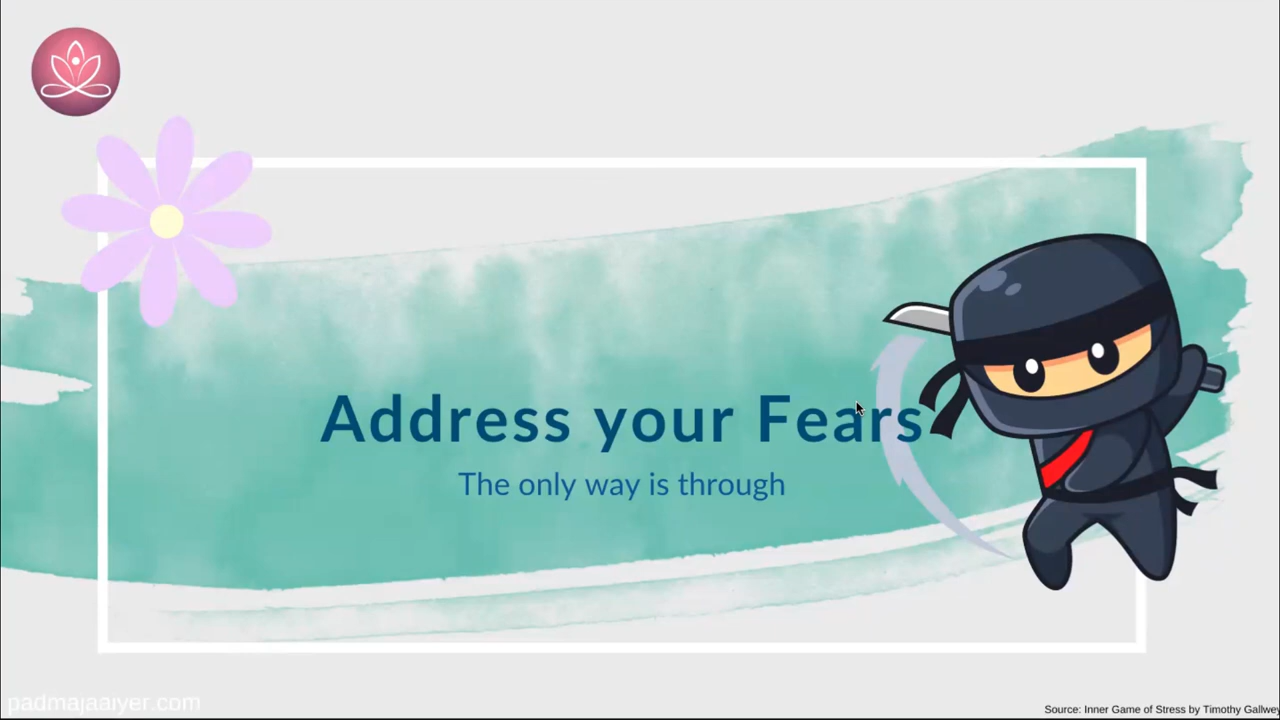 Address your Fears
The only way is through
padmajaaiyer.com
Source: Inner Game of Stress by Timothy Gallwey